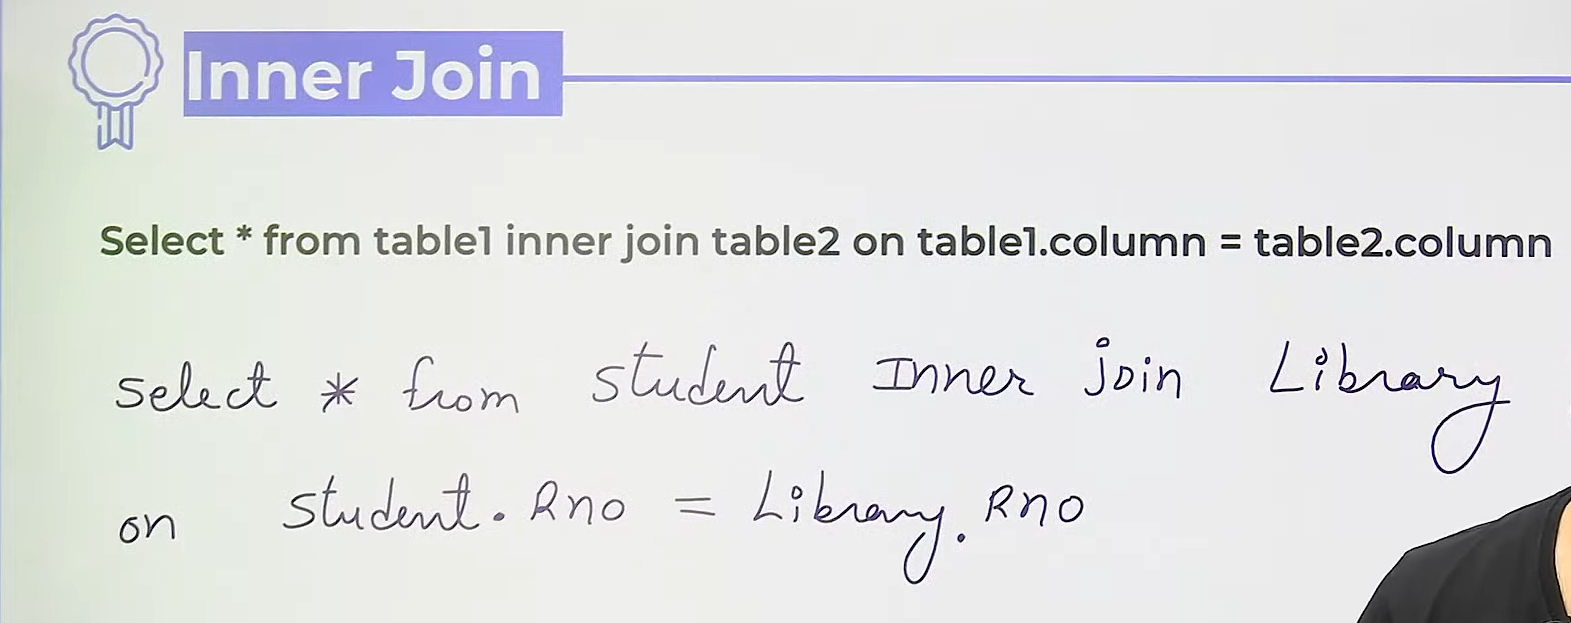 Inner Join
Select * from table1 inner join table2 on table1.column = table2.column
Select * from Student Inner join Library
on Student. Rno = Library. Rno